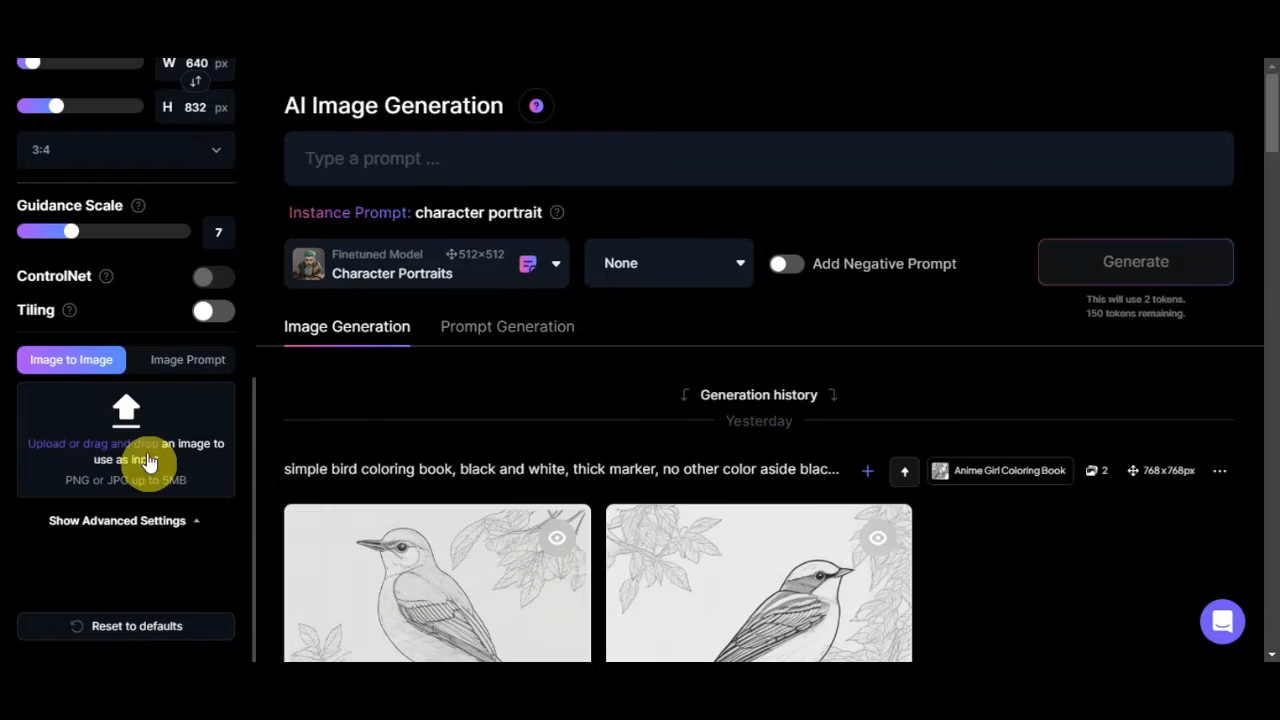 W 640 px
H 832 px
3:4
Guidance Scale ?
7
ControlNet ?
Tiling ?
Image to Image Image Prompt
Upload or drag and drop an image to
use as input
PNG or JPG up to 5MB
Show Advanced Settings
Reset to defaults
AI Image Generation ?
Type a prompt ...
Instance Prompt: character portrait ?
Finetuned Model 512×512
Character Portraits
None
Add Negative Prompt
Generate
This will use 2 tokens.
150 tokens remaining.
Image Generation Prompt Generation
Generation history
Yesterday
simple bird coloring book, black and white, thick marker, no other color aside blac...
Anime Girl Coloring Book
2
768 x 768px